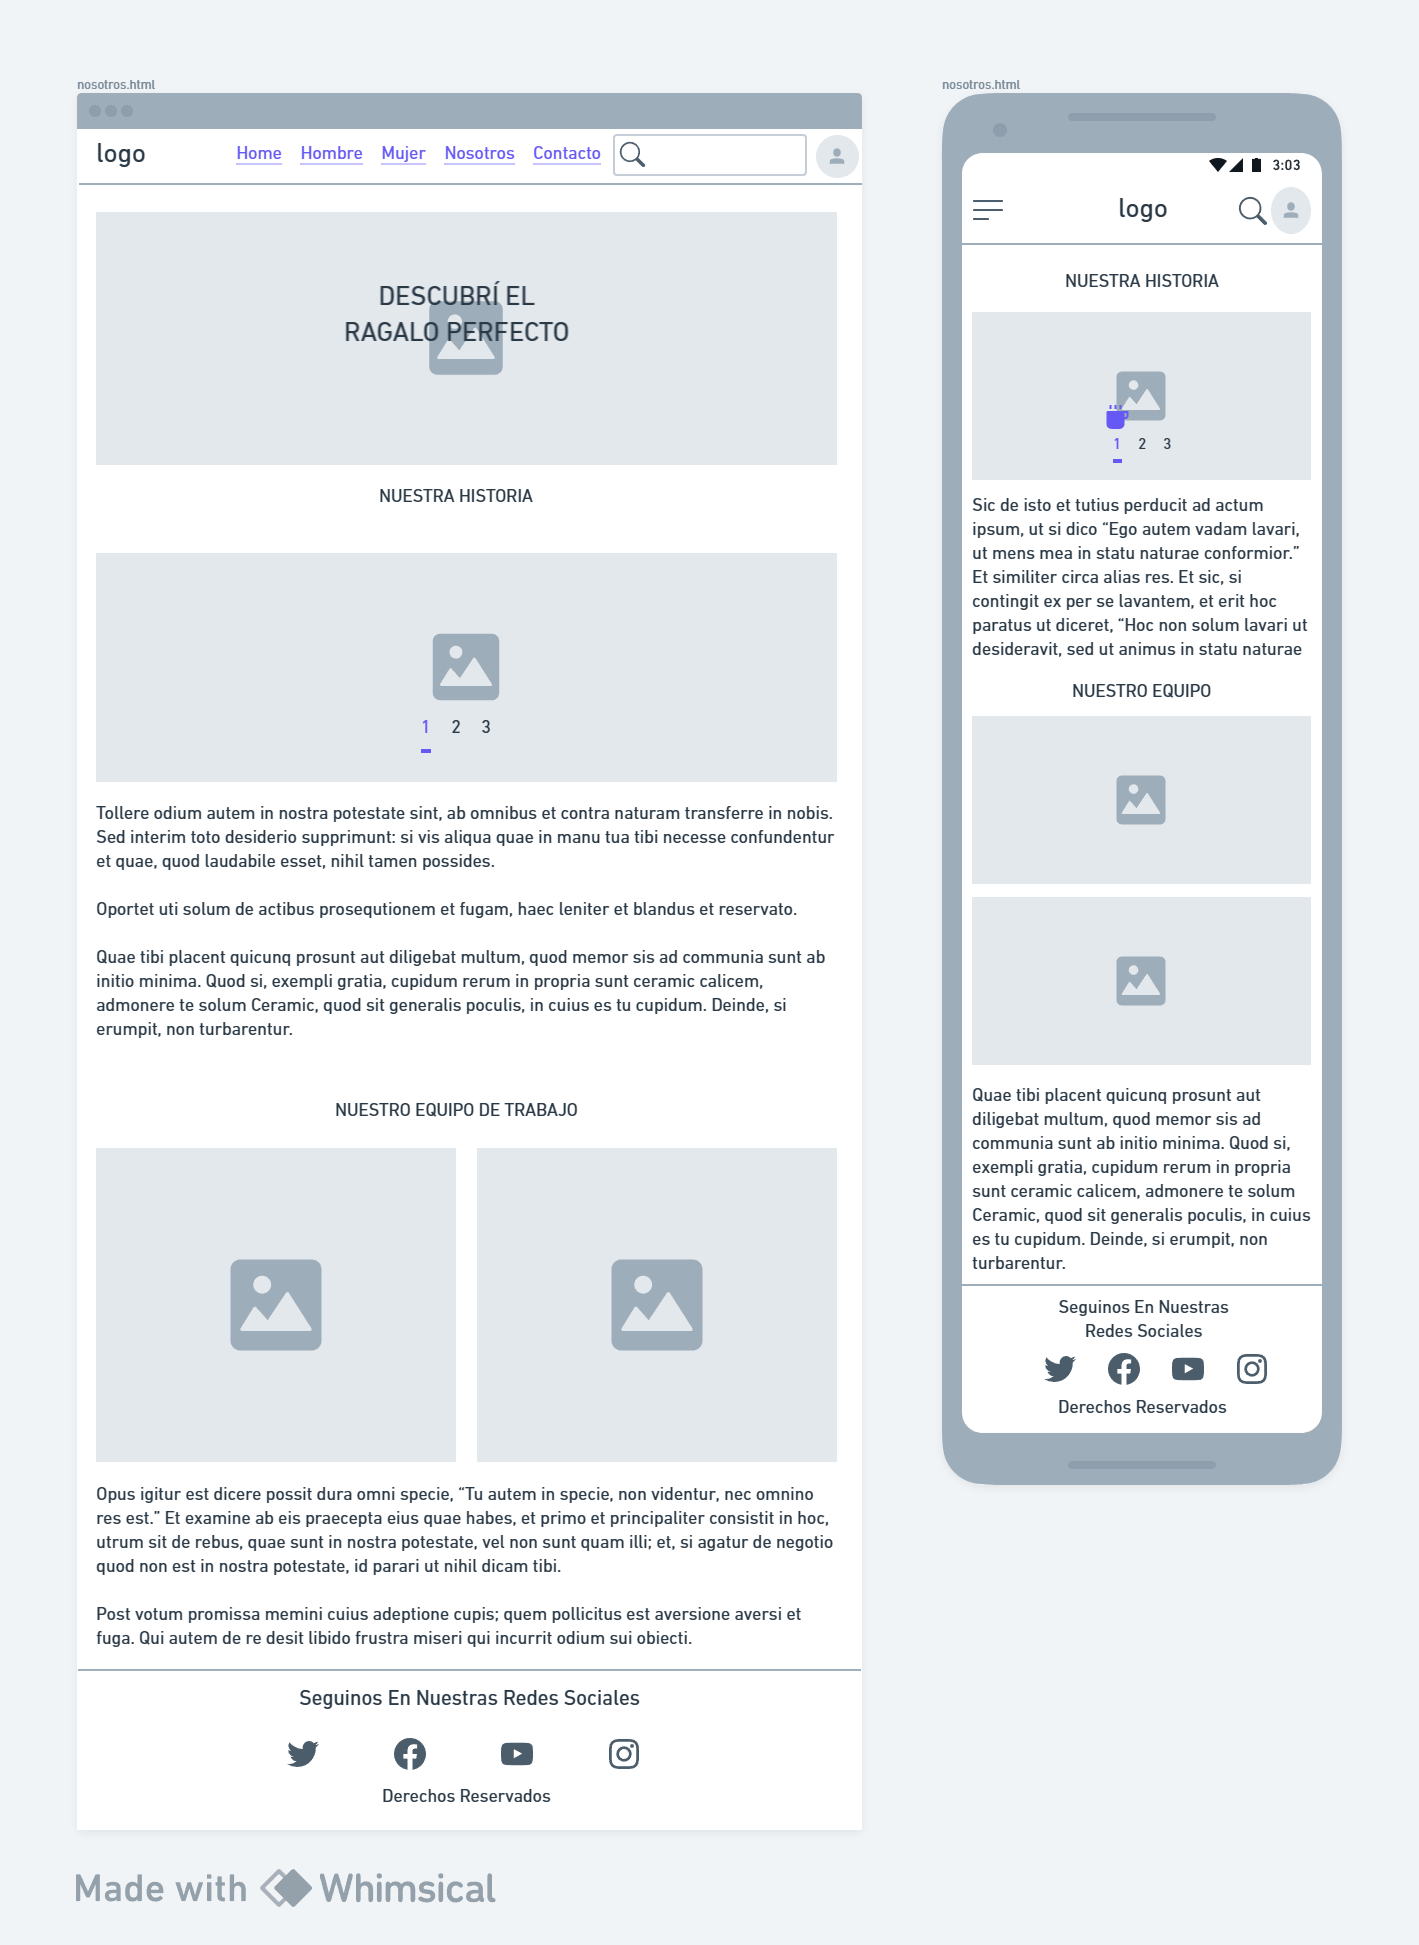 nosotros.html
logo
Home Hombre Mujer Nosotros Contacto
DESCUBRÍ EL
RAGALO PERFECTO
NUESTRA HISTORIA
1 2 3
Tollere odium autem in nostra potestate sint, ab omnibus et contra naturam transferre in nobis.
Sed interim toto desiderio supprimunt: si vis aliqua quae in manu tua tibi necesse confundentur
et quae, quod laudabile esset, nihil tamen possides.
Oportet uti solum de actibus prosequtionem et fugam, haec leniter et blandus et reservato.
Quae tibi placent quicunq prosunt aut diligebat multum, quod memor sis ad communia sunt ab
initio minima. Quod si, exempli gratia, cupidum rerum in propria sunt ceramic calicem,
admonere te solum Ceramic, quod sit generalis poculis, in cuius es tu cupidum. Deinde, si
erumpit, non turbarentur.
NUESTRO EQUIPO DE TRABAJO
Opus igitur est dicere possit dura omni specie, “Tu autem in specie, non videntur, nec omnino
res est.” Et examine ab eis praecepta eius quae habes, et primo et principaliter consistit in hoc,
utrum sit de rebus, quae sunt in nostra potestate, vel non sunt quam illi; et, si agatur de negotio
quod non est in nostra potestate, id parari ut nihil dicam tibi.
Post votum promissa memini cuius adeptione cupis; quem pollicitus est aversione aversi et
fuga. Qui autem de re desit libido frustra miseri qui incurrit odium sui obiecti.
Seguinos En Nuestras Redes Sociales
Derechos Reservados
nosotros.html
3:03
logo
NUESTRA HISTORIA
1 2 3
Sic de isto et tutius perducit ad actum
ipsum, ut si dico “Ego autem vadam lavari,
ut mens mea in statu naturae conformior.”
Et similiter circa alias res. Et sic, si
contingit ex per se lavantem, et erit hoc
paratus ut diceret, “Hoc non solum lavari ut
desideravit, sed ut animus in statu naturae
NUESTRO EQUIPO
Quae tibi placent quicunq prosunt aut
diligebat multum, quod memor sis ad
communia sunt ab initio minima. Quod si,
exempli gratia, cupidum rerum in propria
sunt ceramic calicem, admonere te solum
Ceramic, quod sit generalis poculis, in cuius
es tu cupidum. Deinde, si erumpit, non
turbarentur.
Seguinos En Nuestras
Redes Sociales
Derechos Reservados
Made with Whimsical